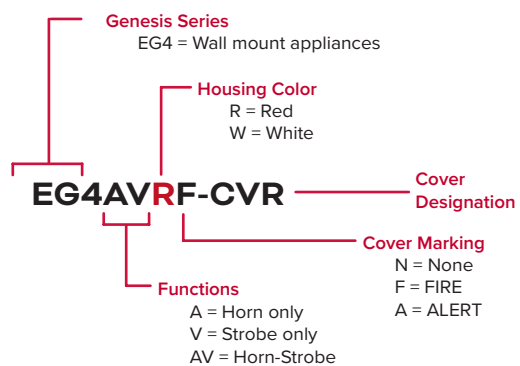 Genesis Series
EG4 = Wall mount appliances
Housing Color
R = Red
W = White
EG4AVRF-CVR
Cover
Designation
Cover Marking
N = None
F = FIRE
A = ALERT
Functions
A = Horn only
V = Strobe only
AV = Horn-Strobe